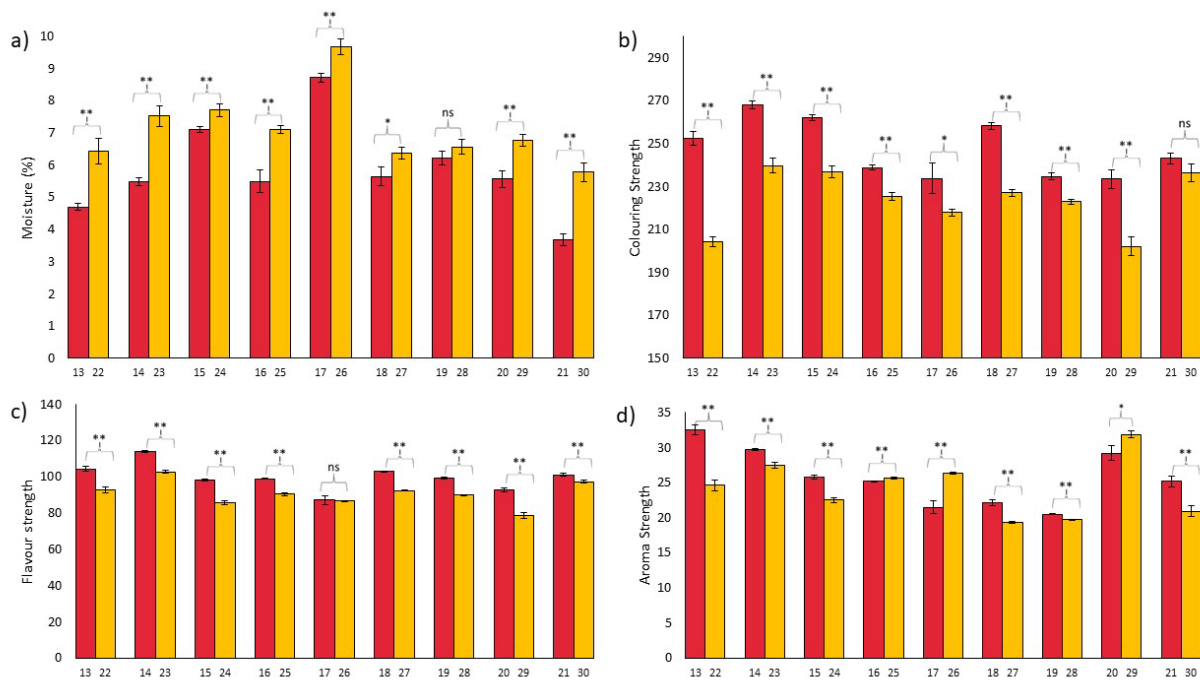 a)
Moisture (%)
10
9
8
7
6
5
4
3
2
1
0
** ** ** ** ** * ns ** **
13 22 14 23 15 24 16 25 17 26 18 27 19 28 20 29 21 30
b)
Colouring Strength
290
270
250
230
210
190
170
150
** ** ** ** * ** ** ** ns
13 22 14 23 15 24 16 25 17 26 18 27 19 28 20 29 21 30
c)
Flavour strength
140
120
100
80
60
40
20
0
** ** ** ** ns ** ** ** **
13 22 14 23 15 24 16 25 17 26 18 27 19 28 20 29 21 30
d)
Aroma Strength
35
30
25
20
15
10
5
0
** ** ** ** ** ** ** * **
13 22 14 23 15 24 16 25 17 26 18 27 19 28 20 29 21 30